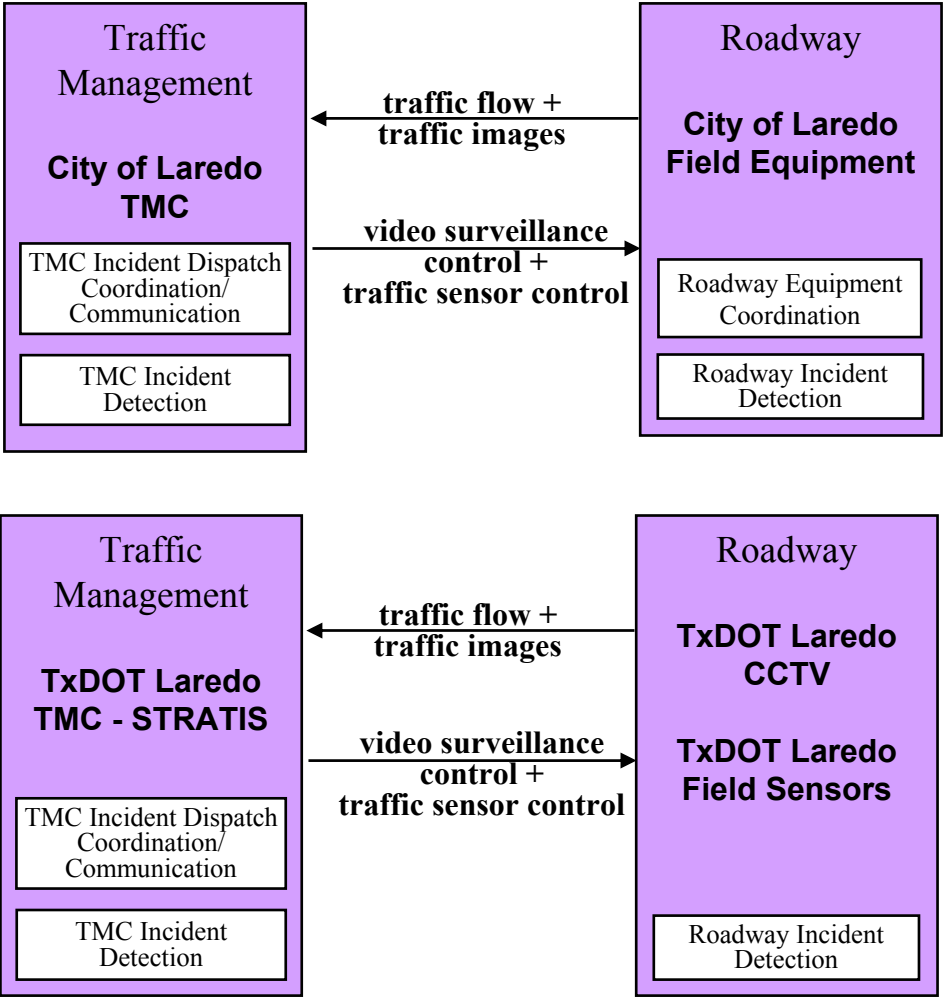 Traffic
Management
City of Laredo
TMC
TMC Incident Dispatch
Coordination/
Communication
TMC Incident
Detection
traffic flow +
traffic images
video surveillance
control +
traffic sensor control
Roadway
City of Laredo
Field Equipment
Roadway Equipment
Coordination
Roadway Incident
Detection
Traffic
Management
TxDOT Laredo
TMC - STRATIS
TMC Incident Dispatch
Coordination/
Communication
TMC Incident
Detection
traffic flow +
traffic images
video surveillance
control +
traffic sensor control
Roadway
TxDOT Laredo
CCTV
TxDOT Laredo
Field Sensors
Roadway Incident
Detection